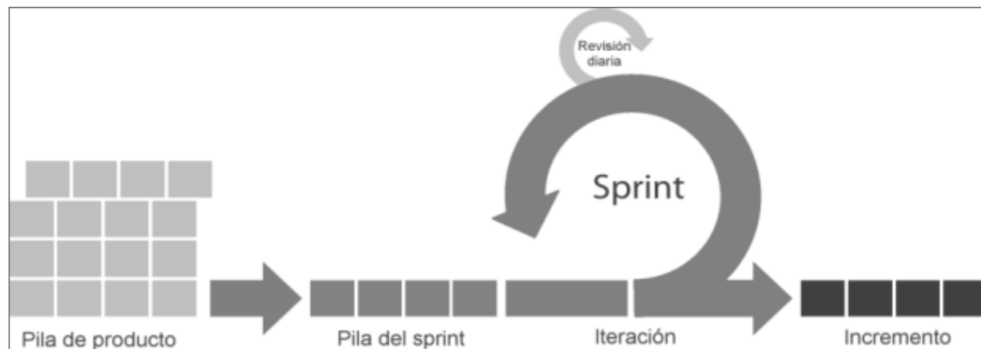 Revisión
diaria
Sprint
Pila de producto
Pila del sprint
Iteración
Incremento